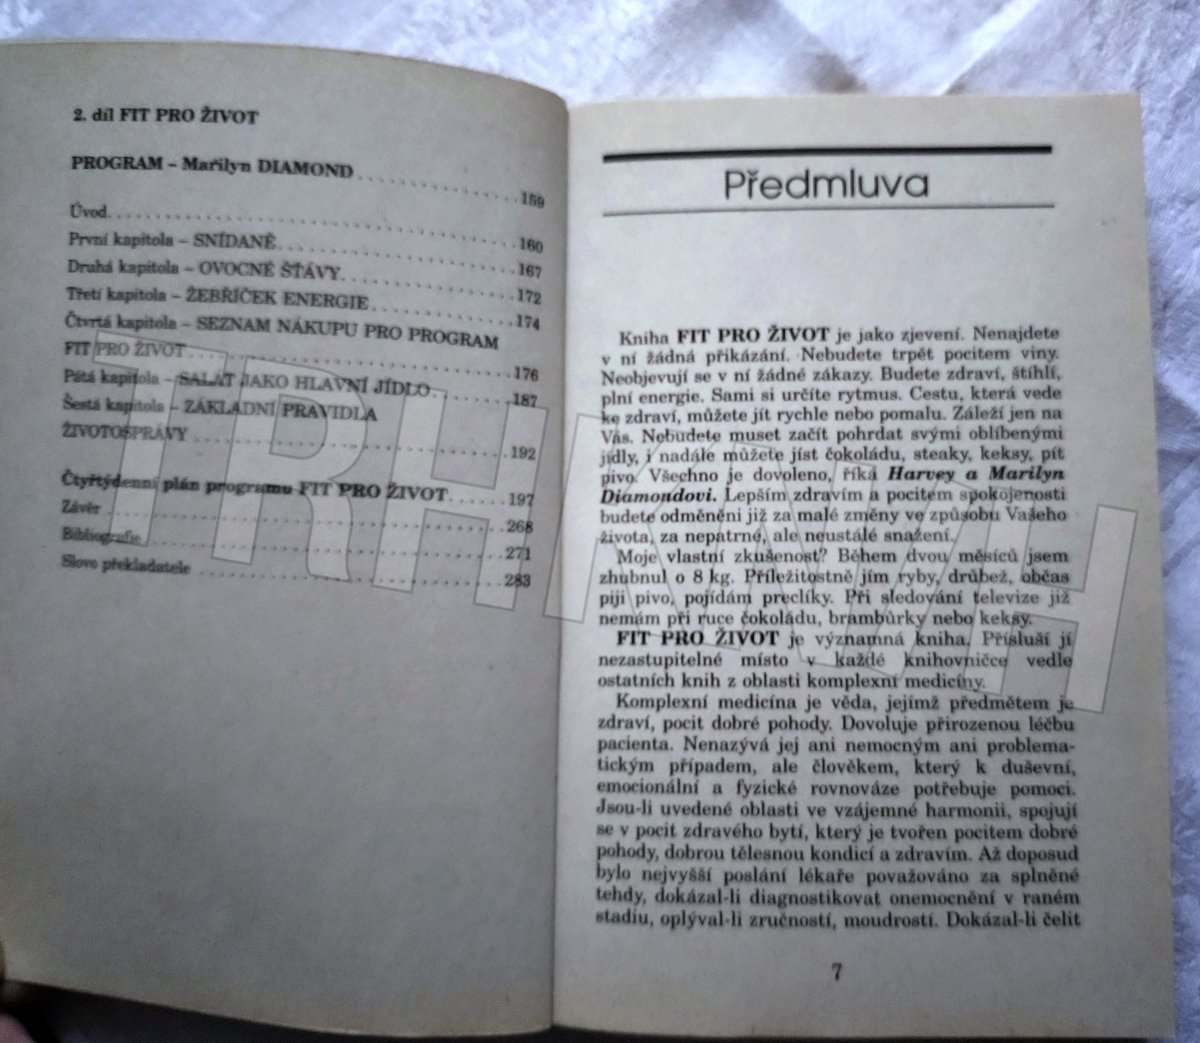 2. díl FIT PRO ŽIVOT
PROGRAM – Marilyn DIAMOND . . . . . . . . . . . . . . . . . 159
Úvod. . . . . . . . . . . . . . . . . . . . . . . . . . . . . . . . . . . . . . . 160
První kapitola – SNÍDANĚ. . . . . . . . . . . . . . . . . . . . . . . 167
Druhá kapitola – OVOCNÉ ŠŤÁVY. . . . . . . . . . . . . . . . . 172
Třetí kapitola – ŽEBŘÍČEK ENERGIE . . . . . . . . . . . . . . 174
Čtvrtá kapitola – SEZNAM NÁKUPU PRO PROGRAM
FIT PRO ŽIVOT . . . . . . . . . . . . . . . . . . . . . . . . . . . . . . . 176
Pátá kapitola – SALÁT JAKO HLAVNÍ JÍDLO . . . . . . . . 187
Šestá kapitola – ZÁKLADNÍ PRAVIDLA
ŽIVOTOSPRÁVY . . . . . . . . . . . . . . . . . . . . . . . . . . . . . . 192
Čtyřtýdenní plán programu FIT PRO ŽIVOT. . . . . . . 197
Závěr . . . . . . . . . . . . . . . . . . . . . . . . . . . . . . . . . . . . . . 268
Bibliografie . . . . . . . . . . . . . . . . . . . . . . . . . . . . . . . . . . 271
Slovo překladatele . . . . . . . . . . . . . . . . . . . . . . . . . . . . 283
Předmluva
Kniha FIT PRO ŽIVOT je jako zjevení. Nenajdete
v ní žádná přikázání. Nebudete trpět pocitem viny.
Neobjevují se v ní žádné zákazy. Budete zdraví, štíhlí,
plní energie. Sami si určíte rytmus. Cestu, která vede
ke zdraví, můžete jít rychle nebo pomalu. Záleží jen na
Vás. Nebudete muset začít pohrdat svými oblíbenými
jídly, i nadále můžete jíst čokoládu, steaky, keksy, pít
pivo. Všechno je dovoleno, říká Harvey a Marilyn
Diamondovi. Lepším zdravím a pocitem spokojenosti
budete odměněni již za malé změny ve způsobu Vašeho
života, za nepatrné, ale neustálé snažení.
Moje vlastní zkušenost? Během dvou měsíců jsem
zhubnul o 8 kg. Příležitostně jím ryby, drůbež, občas
piji pivo, pojídám preclíky. Při sledování televize již
nemám při ruce čokoládu, brambůrky nebo keksy.
FIT PRO ŽIVOT je významná kniha. Přísluší jí
nezastupitelné místo v každé knihovničce vedle
ostatních knih z oblasti komplexní medicíny.
Komplexní medicína je věda, jejímž předmětem je
zdraví, pocit dobré pohody. Dovoluje přirozenou léčbu
pacienta. Nenazývá jej ani nemocným ani problema-
tickým případem, ale člověkem, který k duševní,
emocionální a fyzické rovnováze potřebuje pomoci.
Jsou-li uvedené oblasti ve vzájemné harmonii, spojují
se v pocit zdravého bytí, který je tvořen pocitem dobré
pohody, dobrou tělesnou kondicí a zdravím. Až doposud
bylo nejvyšší poslání lékaře považováno za splněné
tehdy, dokázal-li diagnostikovat onemocnění v raném
stadiu, oplýval-li zručností, moudrostí. Dokázal-li čelit
7